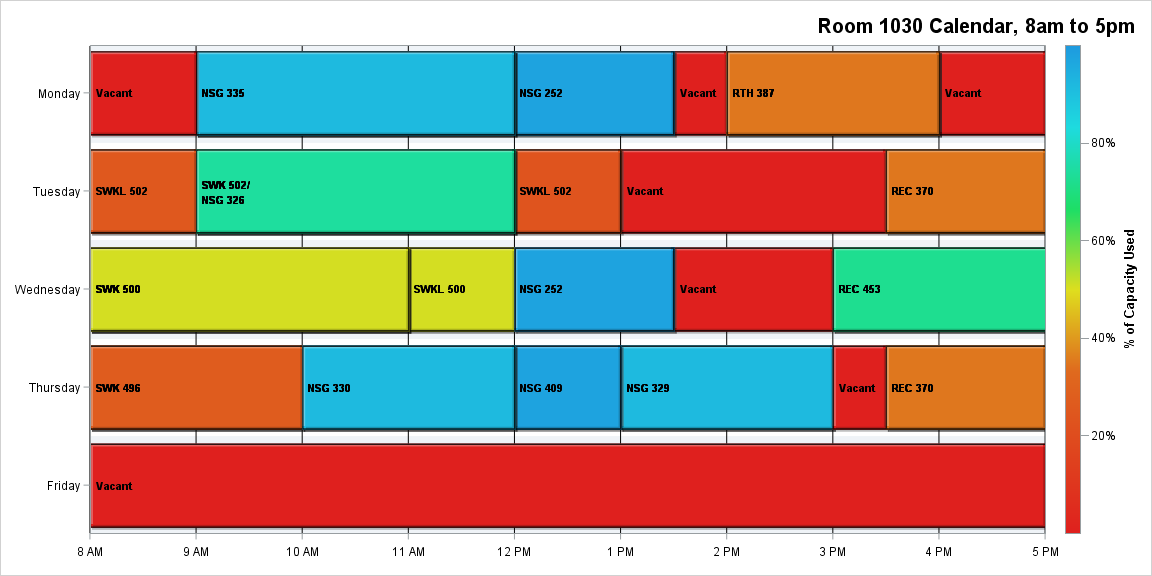 Room 1030 Calendar, 8am to 5pm
Monday
Vacant
NSG 335
NSG 252
Vacant
RTH 387
Vacant
Tuesday
SWKL 502
SWK 502/
NSG 326
SWKL 502
Vacant
REC 370
Wednesday
SWK 500
SWKL 500
NSG 252
Vacant
REC 453
Thursday
SWK 496
NSG 330
NSG 409
NSG 329
Vacant
REC 370
Friday
Vacant
8 AM
9 AM
10 AM
11 AM
12 PM
1 PM
2 PM
3 PM
4 PM
5 PM
80%
60%
40%
20%
% of Capacity Used